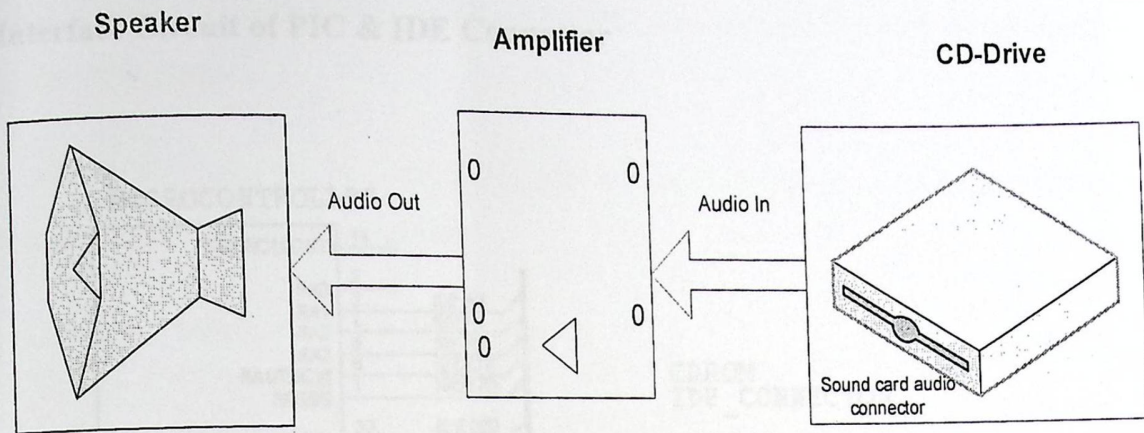 Speaker
Amplifier
CD-Drive
Audio Out
Audio In
0
0
0
0
0
Sound card audio
connector